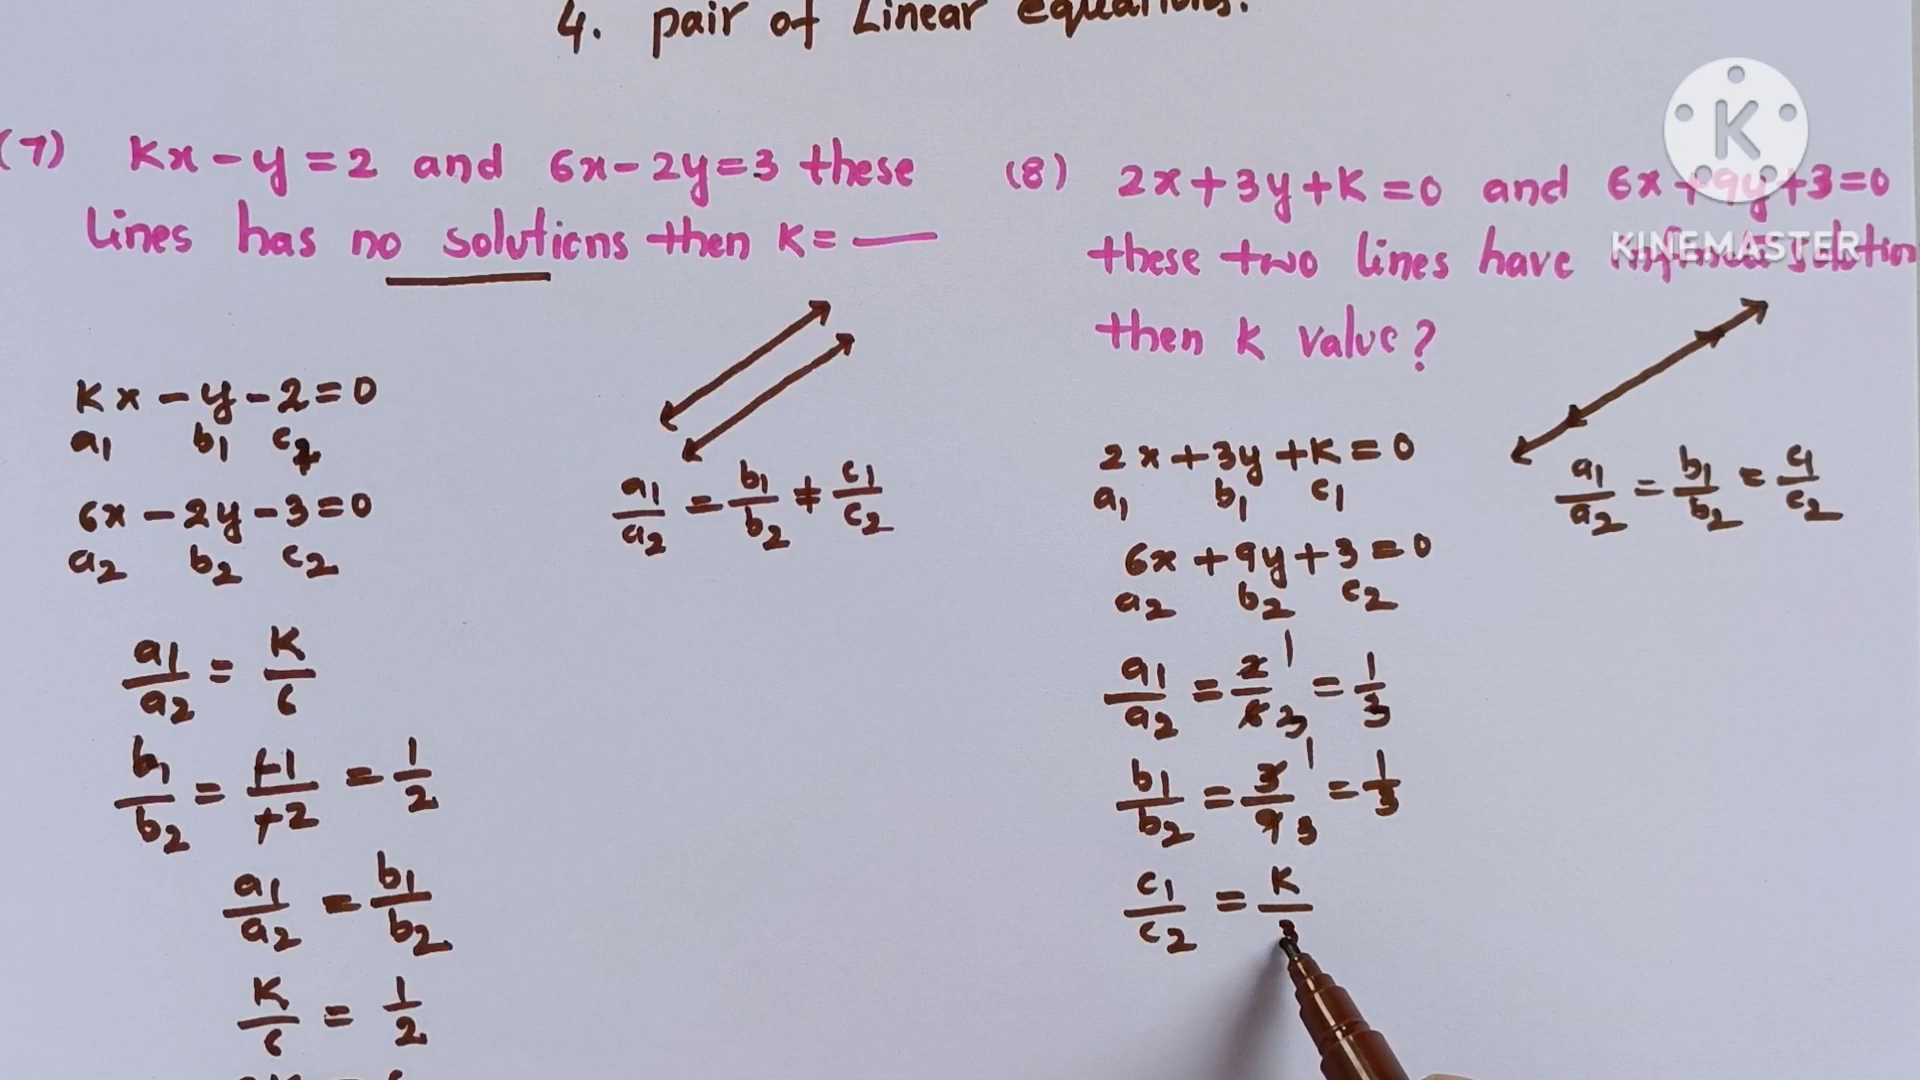 4. pair of Linear equations.
(7) Kx-y=2 and 6x-2y=3 these
lines has no solutions then K=
Kx-y-2=0
a1 b1 c1
6x-2y-3=0
a2 b2 c2
a1/a2 = b1/b2 ≠ c1/c2
a1/a2 = K/6
b1/b2 = -1/-2 = 1/2
a1/a2 = b1/b2
K/6 = 1/2
(8) 2x+3y+K=0 and 6x+9y+3=0
these two lines have solution
then K value?
2x+3y+K=0
a1 b1 c1
6x+9y+3=0
a2 b2 c2
a1/a2 = b1/b2 = c1/c2
a1/a2 = 2 1/6 3 = 1/3
b1/b2 = 3 1/9 3 = 1/3
c1/c2 = K/3
K
KINEMASTER